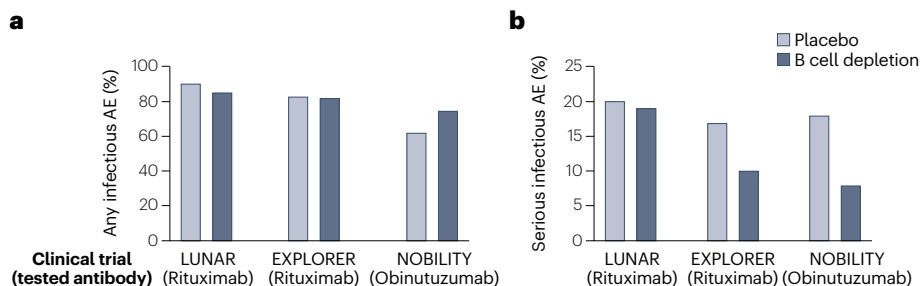 a
Any infectious AE (%)
100
80
60
40
20
0
Clinical trial
(tested antibody)
LUNAR
(Rituximab)
EXPLORER
(Rituximab)
NOBILITY
(Obinutuzumab)
b
Placebo
B cell depletion
Serious infectious AE (%)
25
20
15
10
5
0
LUNAR
(Rituximab)
EXPLORER
(Rituximab)
NOBILITY
(Obinutuzumab)